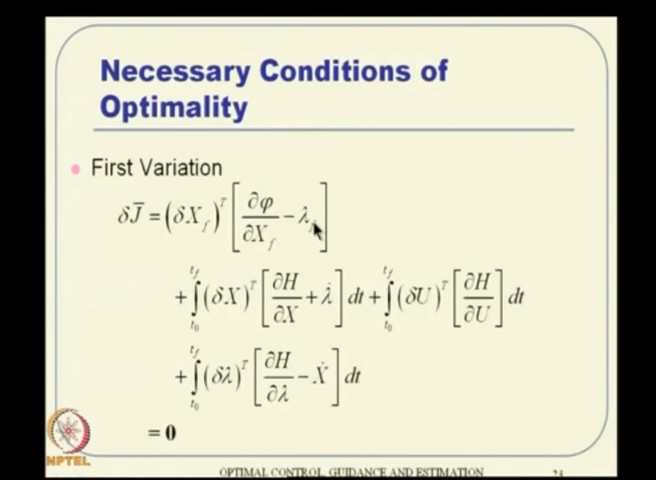 Necessary Conditions of
Optimality
First Variation
δJ̄ = (δX_f)^T [∂φ/∂X_f − λ_f]
+ ∫_{t_0}^{t_f} (δX)^T [∂H/∂X + λ̇] dt + ∫_{t_0}^{t_f} (δU)^T [∂H/∂U] dt
+ ∫_{t_0}^{t_f} (δλ)^T [∂H/∂λ − Ẋ] dt
= 0
NPTEL
OPTIMAL CONTROL, GUIDANCE AND ESTIMATION
23